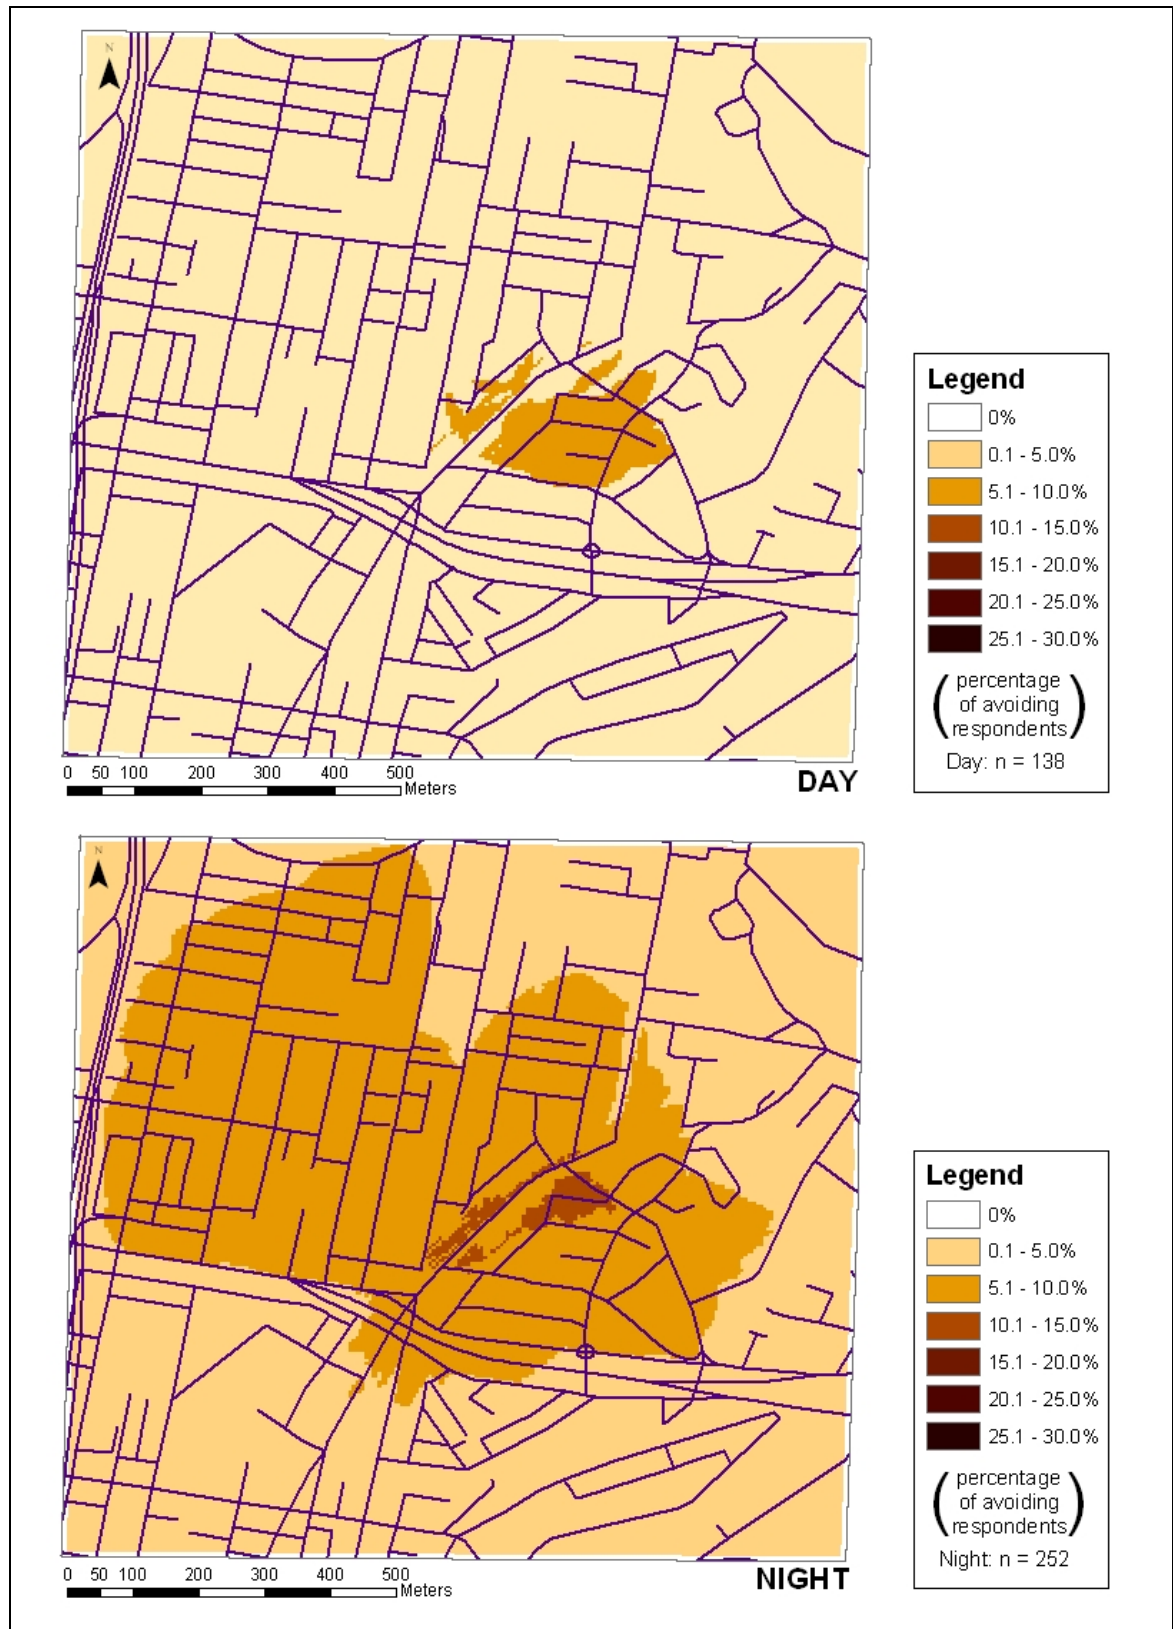 N
Legend
0%
0.1 - 5.0%
5.1 - 10.0%
10.1 - 15.0%
15.1 - 20.0%
20.1 - 25.0%
25.1 - 30.0%
(percentage
of avoiding
respondents)
Day: n = 138
0 50 100 200 300 400 500
Meters
DAY
N
Legend
0%
0.1 - 5.0%
5.1 - 10.0%
10.1 - 15.0%
15.1 - 20.0%
20.1 - 25.0%
25.1 - 30.0%
(percentage
of avoiding
respondents)
Night: n = 252
0 50 100 200 300 400 500
Meters
NIGHT